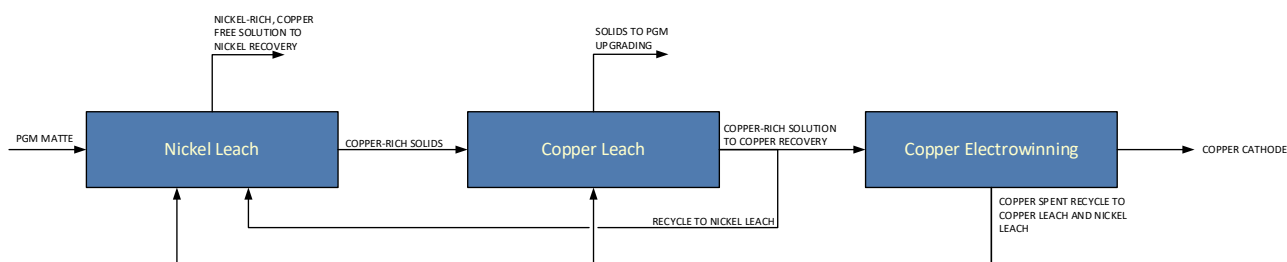 NICKEL-RICH, COPPER
FREE SOLUTION TO
NICKEL RECOVERY
SOLIDS TO PGM
UPGRADING
PGM MATTE
Nickel Leach
COPPER-RICH SOLIDS
Copper Leach
COPPER-RICH SOLUTION
TO COPPER RECOVERY
Copper Electrowinning
COPPER CATHODE
RECYCLE TO NICKEL LEACH
COPPER SPENT RECYCLE TO
COPPER LEACH AND NICKEL
LEACH